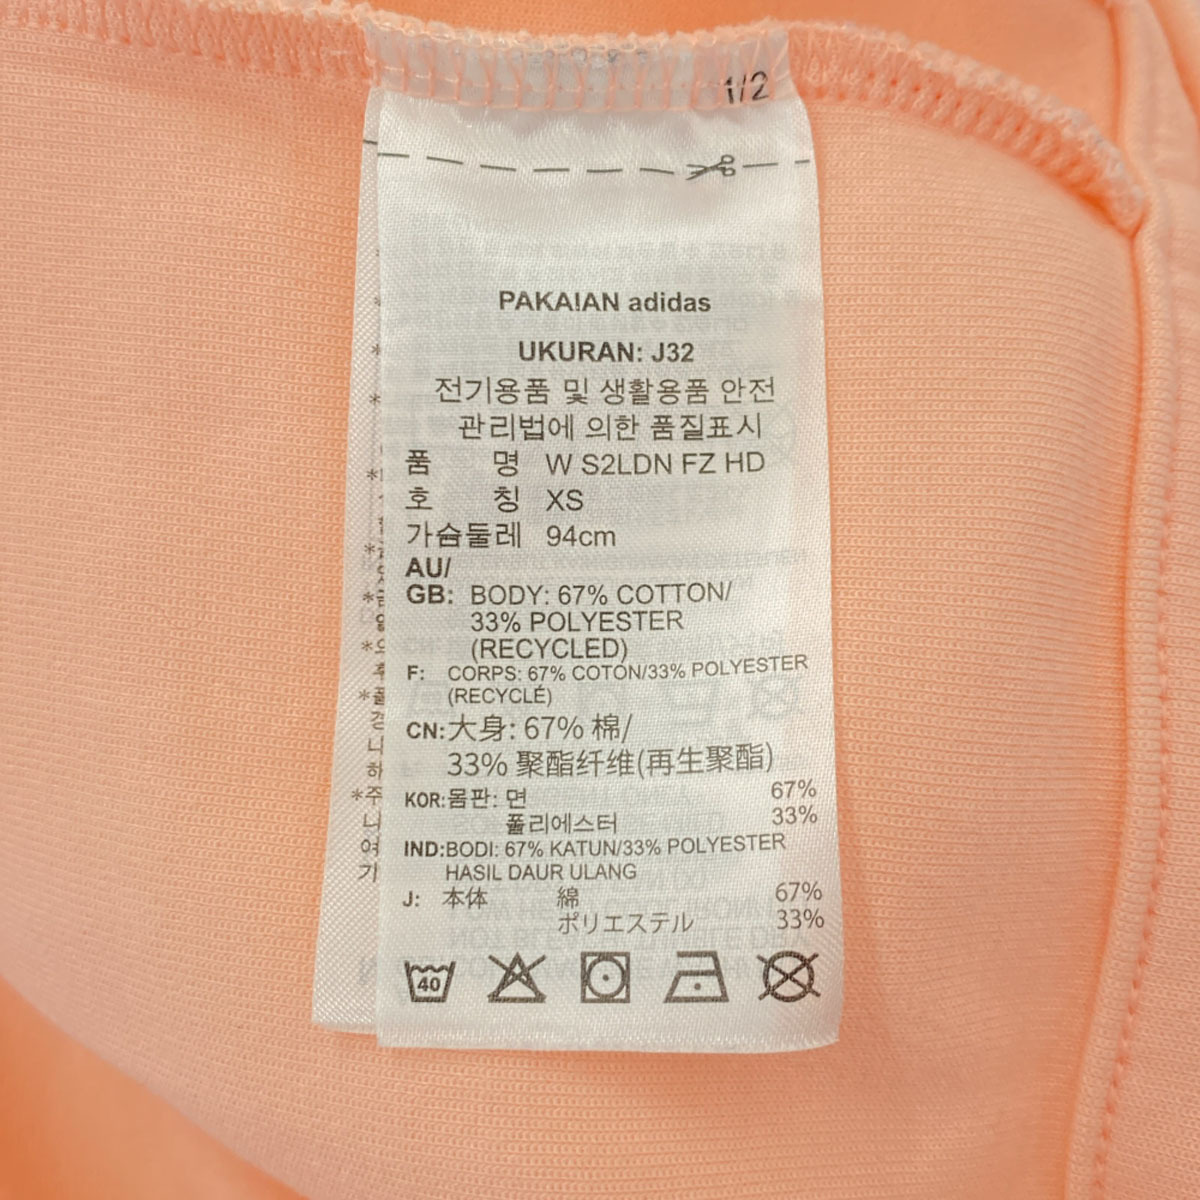 1/2
PAKAIAN adidas
UKURAN: J32
전기용품 및 생활용품 안전
관리법에 의한 품질표시
품 명 W S2LDN FZ HD
호 칭 XS
가슴둘레 94cm
AU/
GB: BODY: 67% COTTON/
33% POLYESTER
(RECYCLED)
F: CORPS: 67% COTON/33% POLYESTER
(RECYCLÉ)
CN: 大身: 67% 棉/
33% 聚酯纤维(再生聚酯)
KOR: 몸판: 면 67%
폴리에스터 33%
IND: BODI: 67% KATUN/33% POLYESTER
HASIL DAUR ULANG
J: 本体 綿 67%
ポリエステル 33%
40